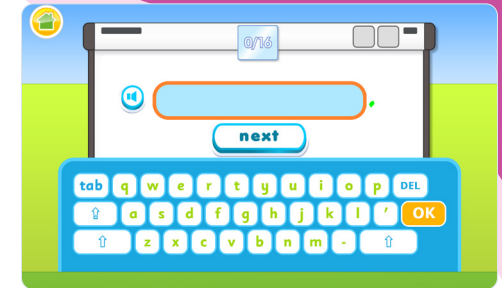 0/16
.
next
tab q w e r t y u i o p DEL
⇧ a s d f g h j k l ' OK
⇧ z x c v b n m - ⇧